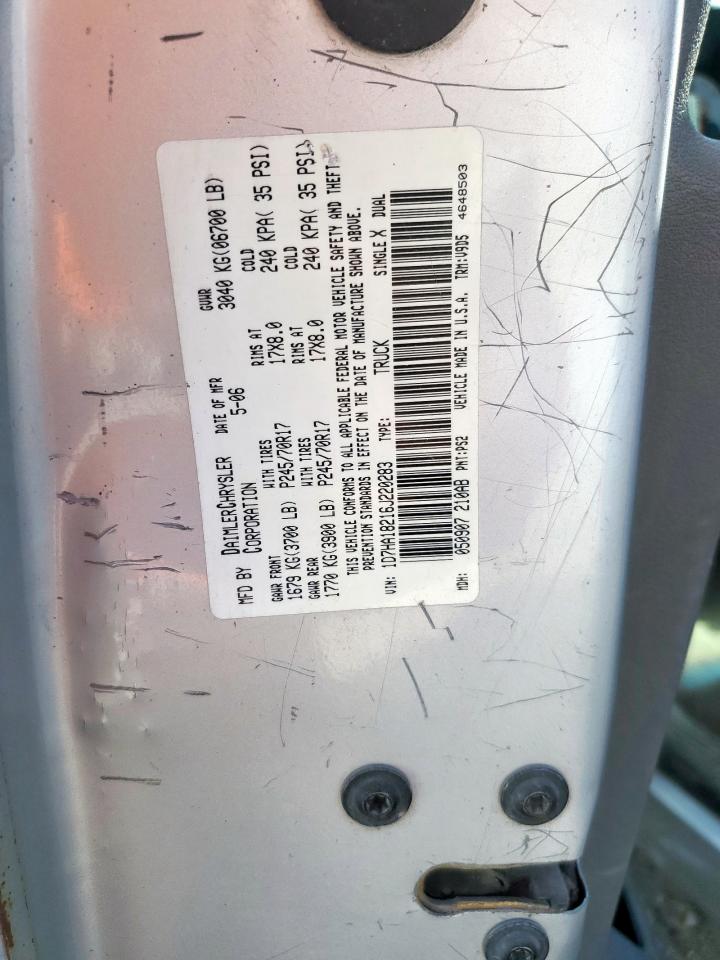 MFD BY DAIMLERCHRYSLER CORPORATION DATE OF MFR 5-06 GVWR 3040 KG(06700 LB)
GAWR FRONT WITH TIRES RIMS AT COLD
1679 KG(3700 LB) P245/70R17 17X8.0 240 KPA( 35 PSI)
GAWR REAR WITH TIRES RIMS AT COLD
1770 KG(3900 LB) P245/70R17 17X8.0 240 KPA( 35 PSI)
THIS VEHICLE CONFORMS TO ALL APPLICABLE FEDERAL MOTOR VEHICLE SAFETY AND THEFT
PREVENTION STANDARDS IN EFFECT ON THE DATE OF MANUFACTURE SHOWN ABOVE.
VIN: 1D7HA18216J220283 TYPE: TRUCK SINGLE X DUAL
MDH: 050907 210AB PNT:PS2 VEHICLE MADE IN U.S.A. TRM:V9D5 4648503